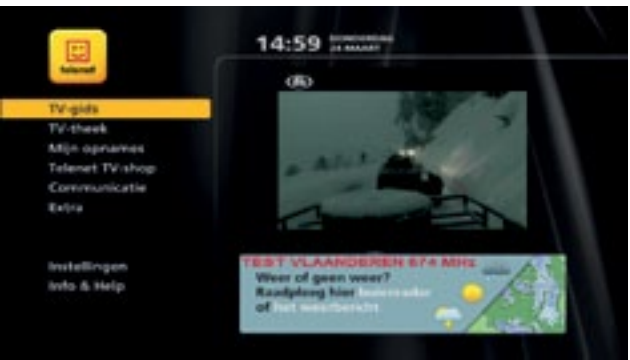 14:59 DONDERDAG
24 MAART
telenet
TV-gids
TV-theek
Mijn opnames
Telenet TV-shop
Communicatie
Extra
Instellingen
Info & Help
TEST VLAANDEREN 674 MHz
Weer of geen weer?
Raadpleeg hier buienradar
of het weerbericht